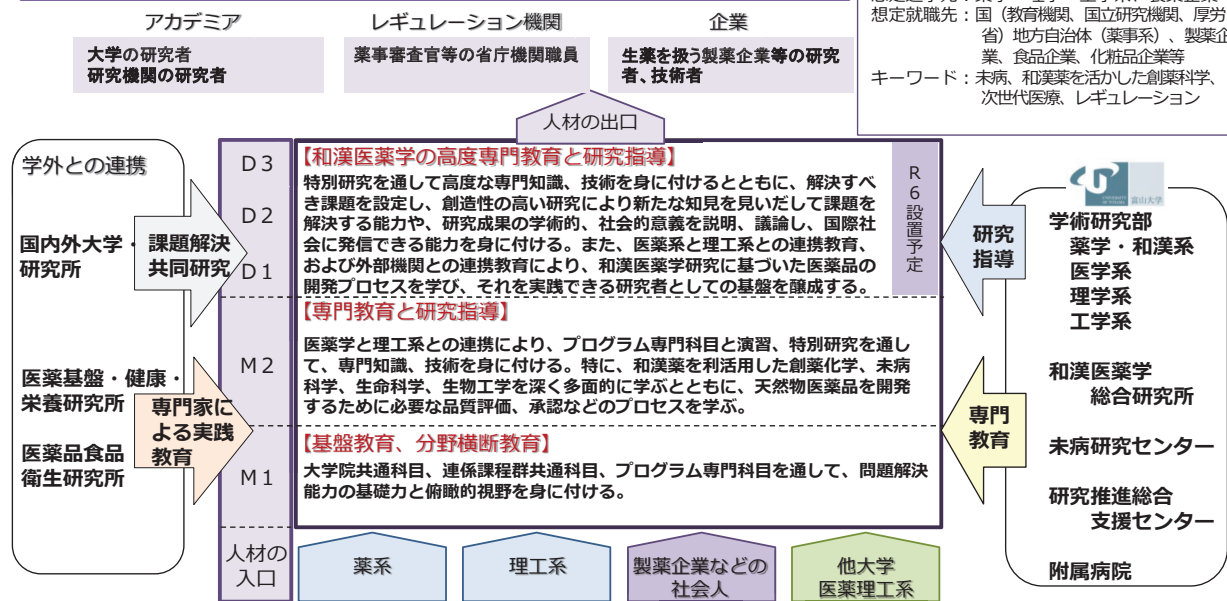 想定就職先：国（教育機関、国立研究機関、厚労
省）地方自治体（薬事系）、製薬企
業、食品企業、化粧品企業等
キーワード：未病、和漢薬を活かした創薬科学、
次世代医療、レギュレーション
アカデミア
大学の研究者
研究機関の研究者
レギュレーション機関
薬事審査官等の省庁機関職員
企業
生薬を扱う製薬企業等の研究
者、技術者
人材の出口
学外との連携
国内外大学・
研究所
課題解決
共同研究
医薬基盤・健康・
栄養研究所
医薬品食品
衛生研究所
専門家に
よる実践
教育
D3
D2
D1
【和漢医薬学の高度専門教育と研究指導】
特別研究を通して高度な専門知識、技術を身に付けるとともに、解決すべ
き課題を設定し、創造性の高い研究により新たな知見を見いだして課題を
解決する能力や、研究成果の学術的、社会的意義を説明、議論し、国際社
会に発信できる能力を身に付ける。また、医薬系と理工系との連携教育、
および外部機関との連携教育により、和漢医薬学研究に基づいた医薬品の
開発プロセスを学び、それを実践できる研究者としての基盤を醸成する。
R6設置予定
M2
【専門教育と研究指導】
医薬学と理工系との連携により、プログラム専門科目と演習、特別研究を通し
て、専門知識、技術を身に付ける。特に、和漢薬を利活用した創薬化学、未病
科学、生命科学、生物工学を深く多面的に学ぶとともに、天然物医薬品を開発
するために必要な品質評価、承認などのプロセスを学ぶ。
M1
【基盤教育、分野横断教育】
大学院共通科目、連係課程群共通科目、プログラム専門科目を通して、問題解決
能力の基礎力と俯瞰的視野を身に付ける。
人材の
入口
薬系
理工系
製薬企業などの
社会人
他大学
医薬理工系
研究
指導
専門
教育
富山大学
学術研究部
薬学・和漢系
医学系
理学系
工学系
和漢医薬学
総合研究所
未病研究センター
研究推進総合
支援センター
附属病院